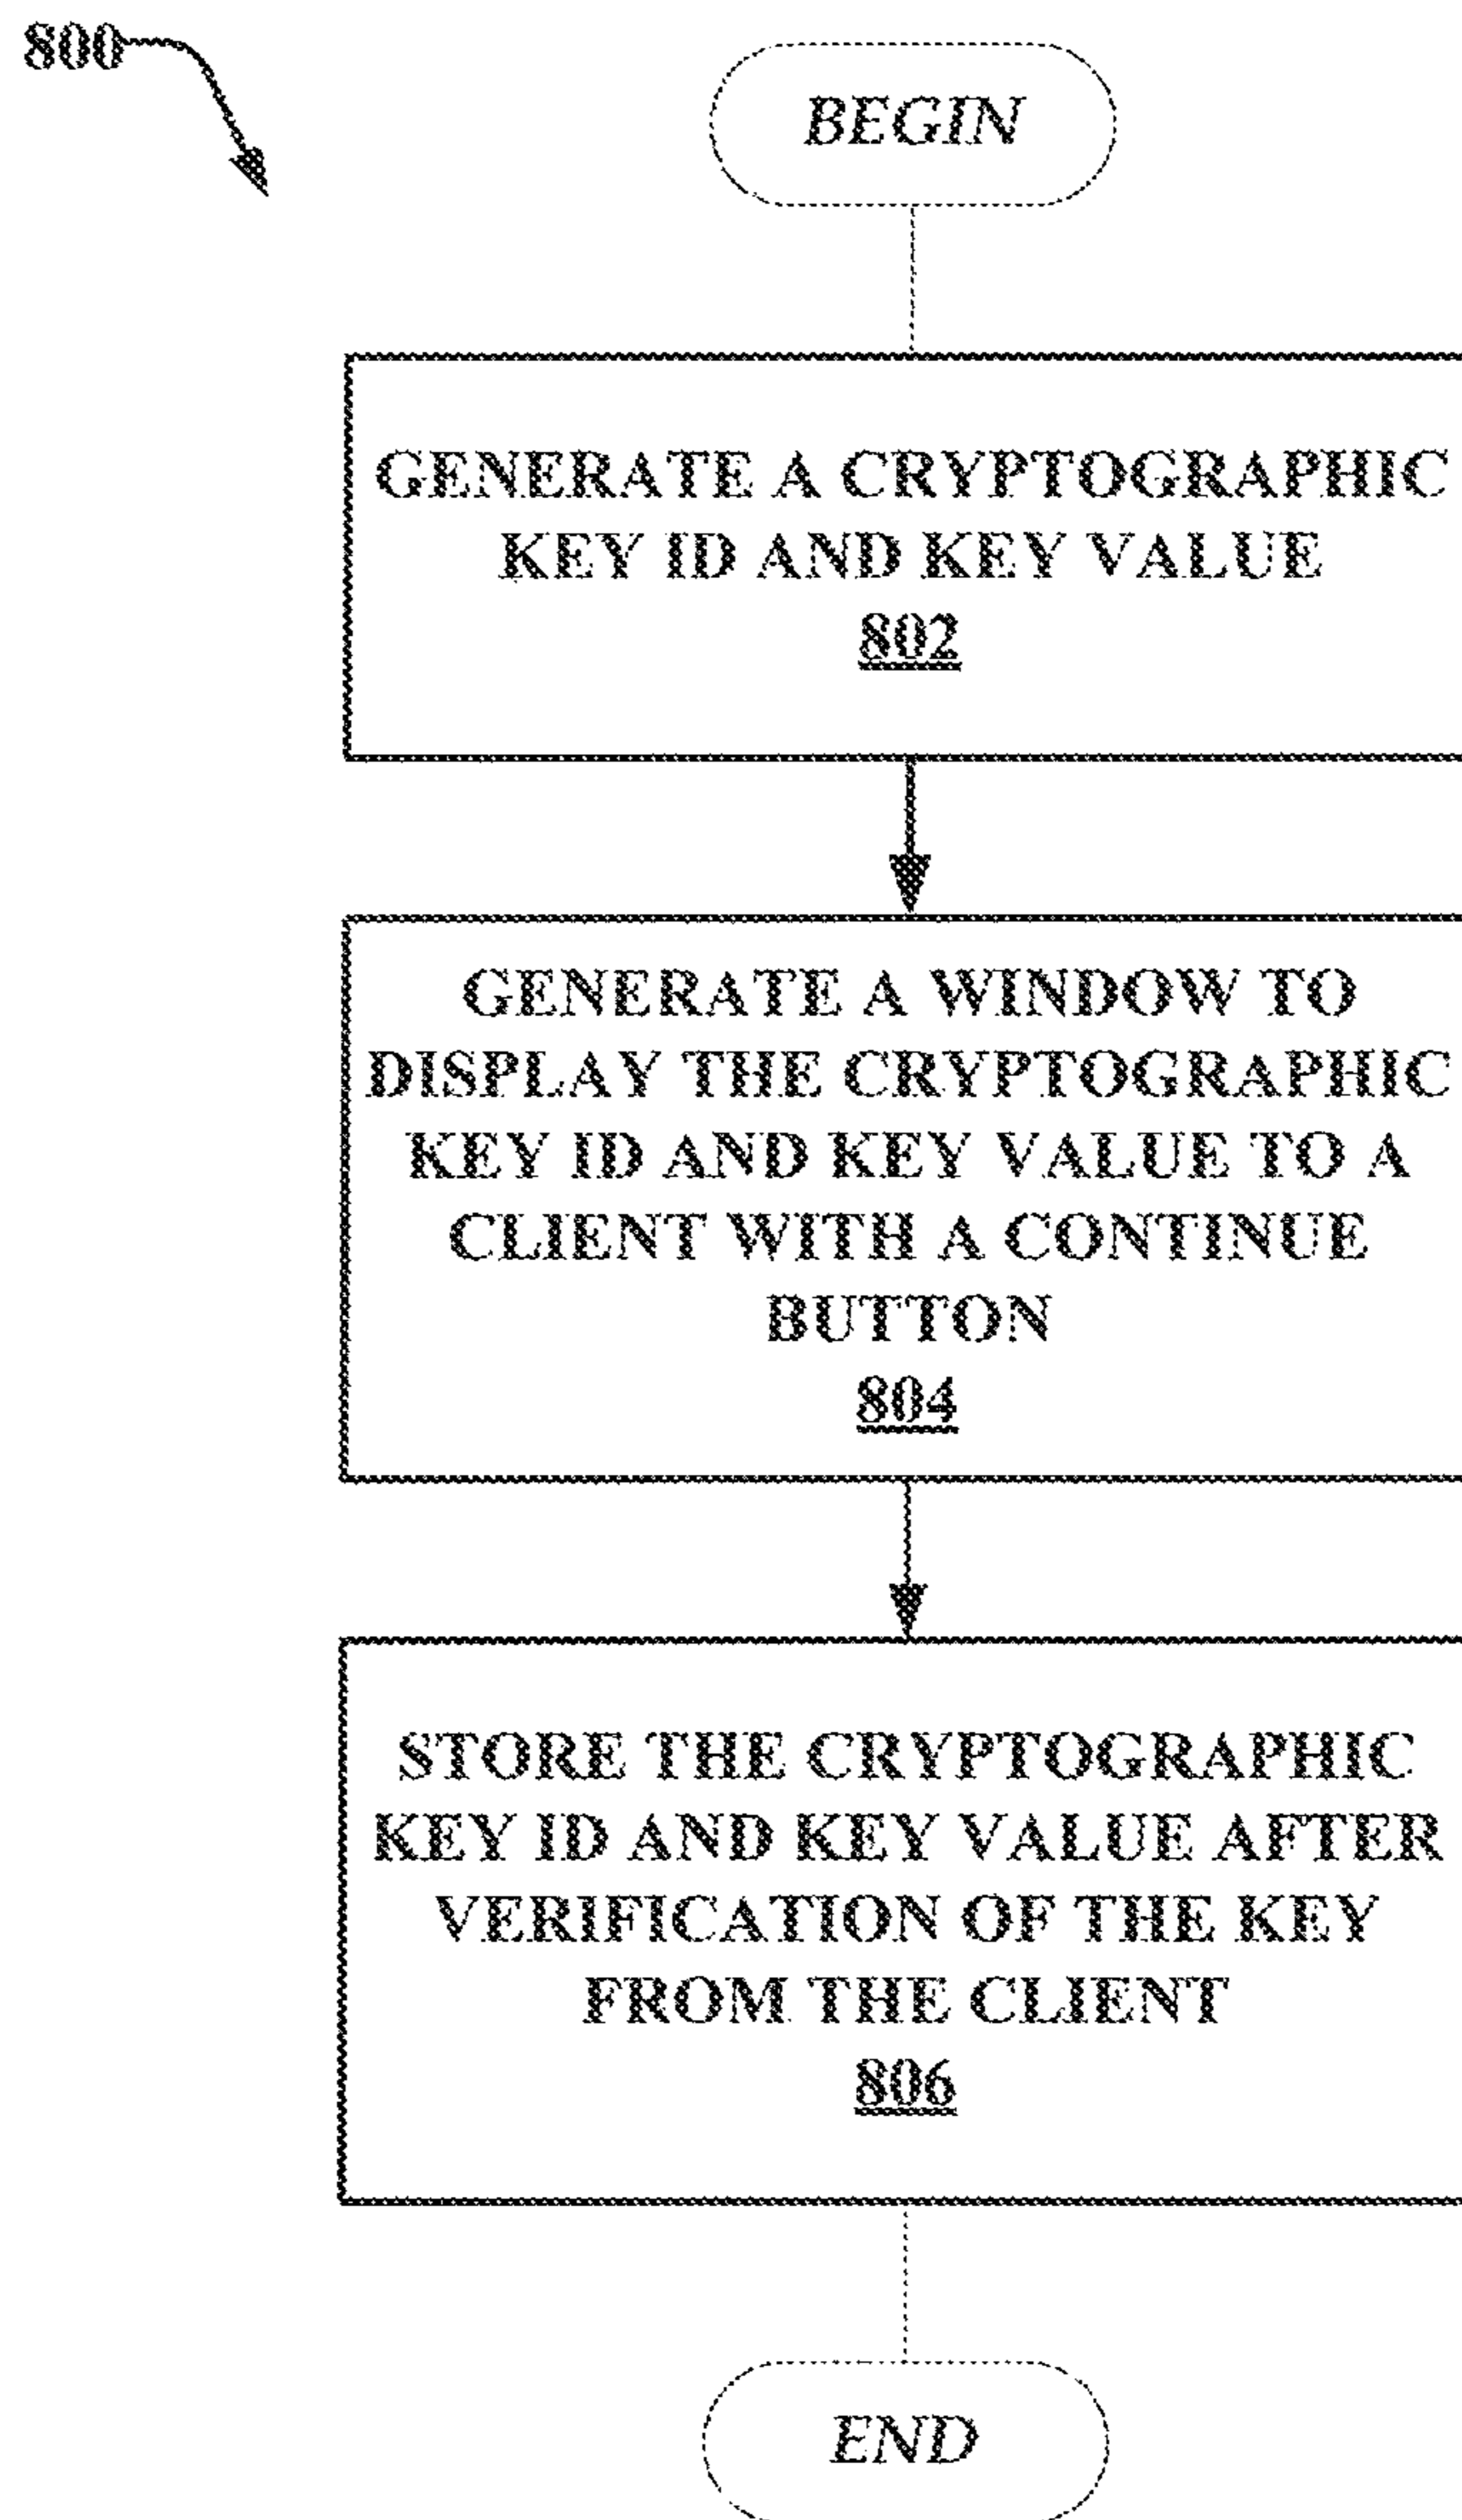 800
BEGIN
GENERATE A CRYPTOGRAPHIC
KEY ID AND KEY VALUE
802
GENERATE A WINDOW TO
DISPLAY THE CRYPTOGRAPHIC
KEY ID AND KEY VALUE TO A
CLIENT WITH A CONTINUE
BUTTON
804
STORE THE CRYPTOGRAPHIC
KEY ID AND KEY VALUE AFTER
VERIFICATION OF THE KEY
FROM THE CLIENT
806
END